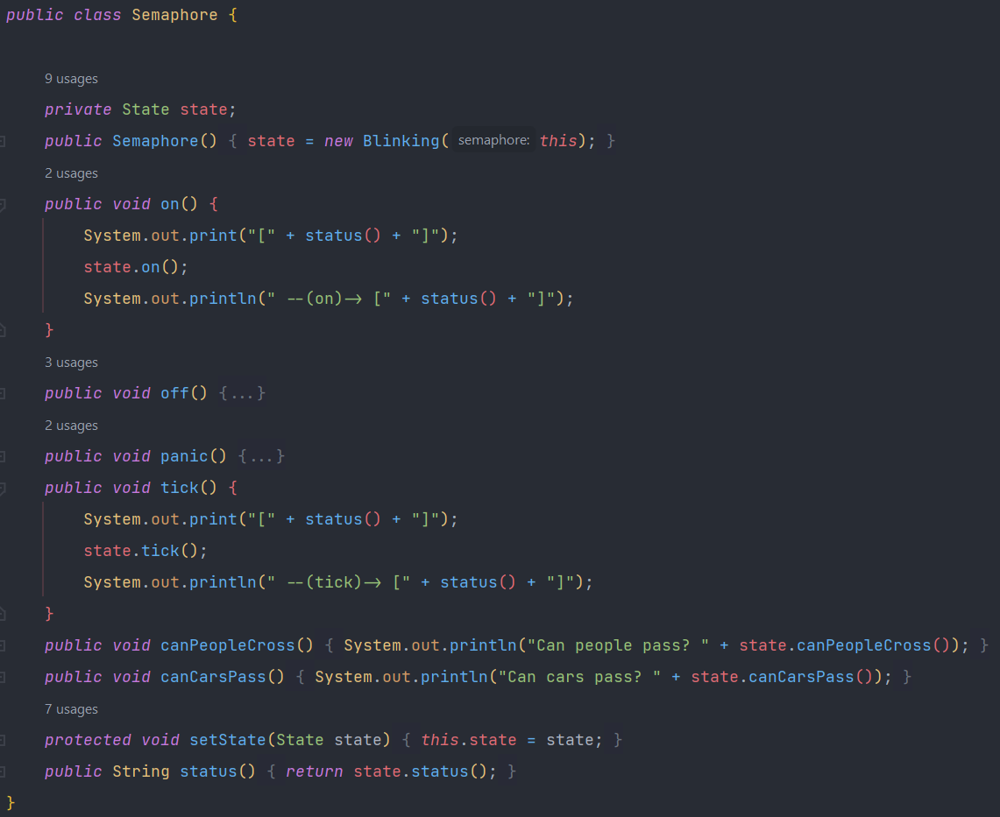 public class Semaphore {
9 usages
private State state;
public Semaphore() { state = new Blinking( semaphore: this); }
2 usages
public void on() {
System.out.print("[" + status() + "]");
state.on();
System.out.println(" --(on)-> [" + status() + "]");
}
3 usages
public void off() {...}
2 usages
public void panic() {...}
public void tick() {
System.out.print("[" + status() + "]");
state.tick();
System.out.println(" --(tick)-> [" + status() + "]");
}
public void canPeopleCross() { System.out.println("Can people pass? " + state.canPeopleCross()); }
public void canCarsPass() { System.out.println("Can cars pass? " + state.canCarsPass()); }
7 usages
protected void setState(State state) { this.state = state; }
public String status() { return state.status(); }
}